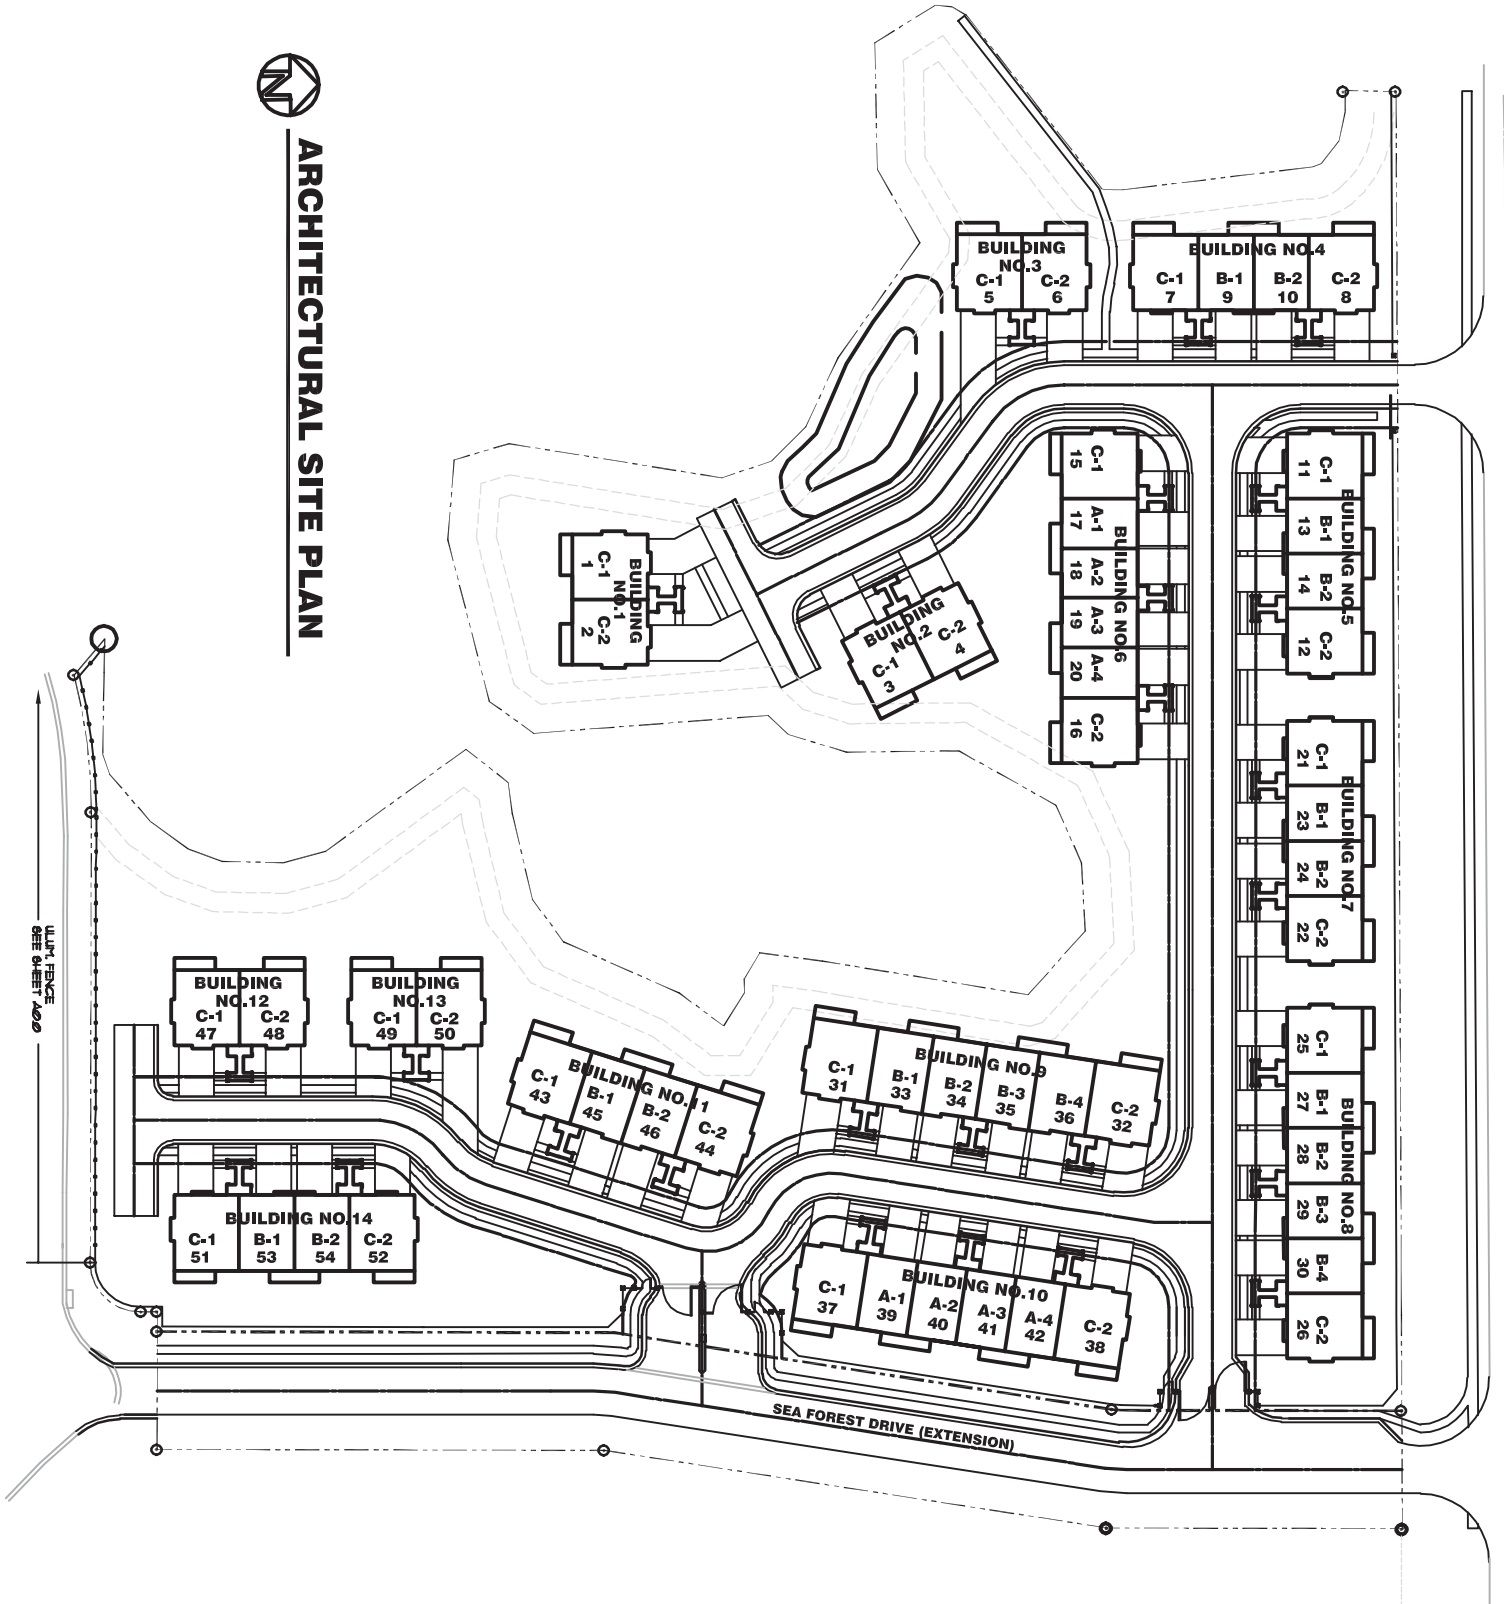 N
ARCHITECTURAL SITE PLAN
BUILDING
NO.3
C-1
5
C-2
6
BUILDING NO.4
C-1
7
B-1
9
B-2
10
C-2
8
BUILDING NO.5
C-1
11
B-1
13
B-2
14
C-2
12
BUILDING NO.6
C-1
15
A-1
17
A-2
18
A-3
19
A-4
20
C-2
16
BUILDING
NO.1
C-1
1
C-2
2
BUILDING
NO.2
C-1
3
C-2
4
BUILDING NO.7
C-1
21
B-1
23
B-2
24
C-2
22
BUILDING NO.8
C-1
25
B-1
27
B-2
28
B-3
29
B-4
30
C-2
26
BUILDING NO.9
C-1
31
B-1
33
B-2
34
B-3
35
B-4
36
C-2
32
BUILDING NO.10
C-1
37
A-1
39
A-2
40
A-3
41
A-4
42
C-2
38
BUILDING NO.11
C-1
43
B-1
45
B-2
46
C-2
44
BUILDING
NO.12
C-1
47
C-2
48
BUILDING
NO.13
C-1
49
C-2
50
BUILDING NO.14
C-1
51
B-1
53
B-2
54
C-2
52
SEA FOREST DRIVE (EXTENSION)
FENCE
SEE SHEET